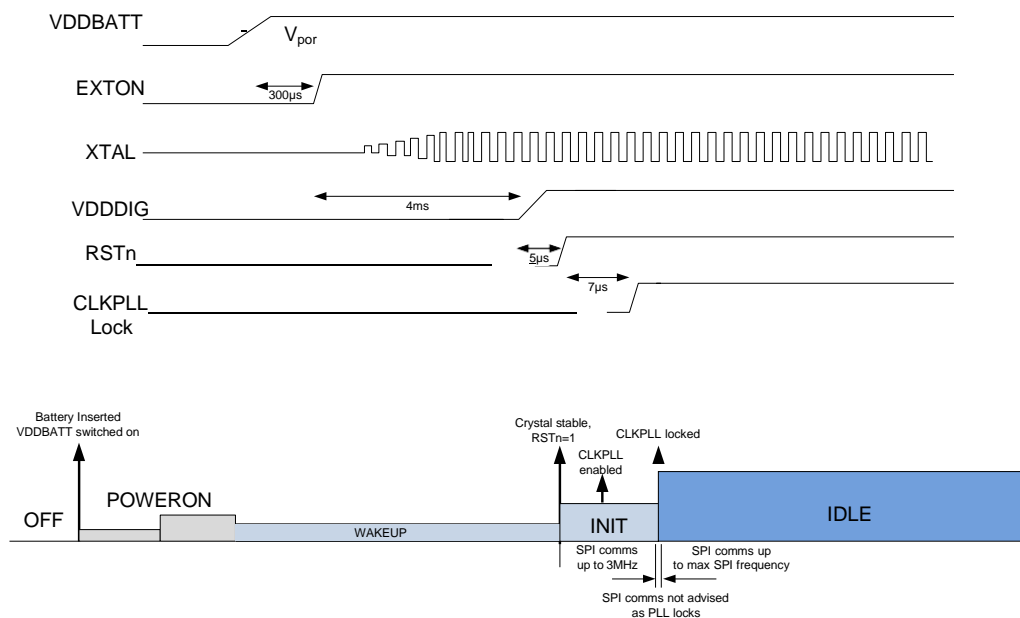 VDDBATT
Vpor
EXTON
300µs
XTAL
4ms
VDDDIG
RSTn
5µs
7µs
CLKPLL
Lock
Battery Inserted
VDDBATT switched on
Crystal stable,
RSTn=1
CLKPLL
enabled
CLKPLL locked
OFF
POWERON
WAKEUP
INIT
IDLE
SPI comms
up to 3MHz
SPI comms up
to max SPI frequency
SPI comms not advised
as PLL locks